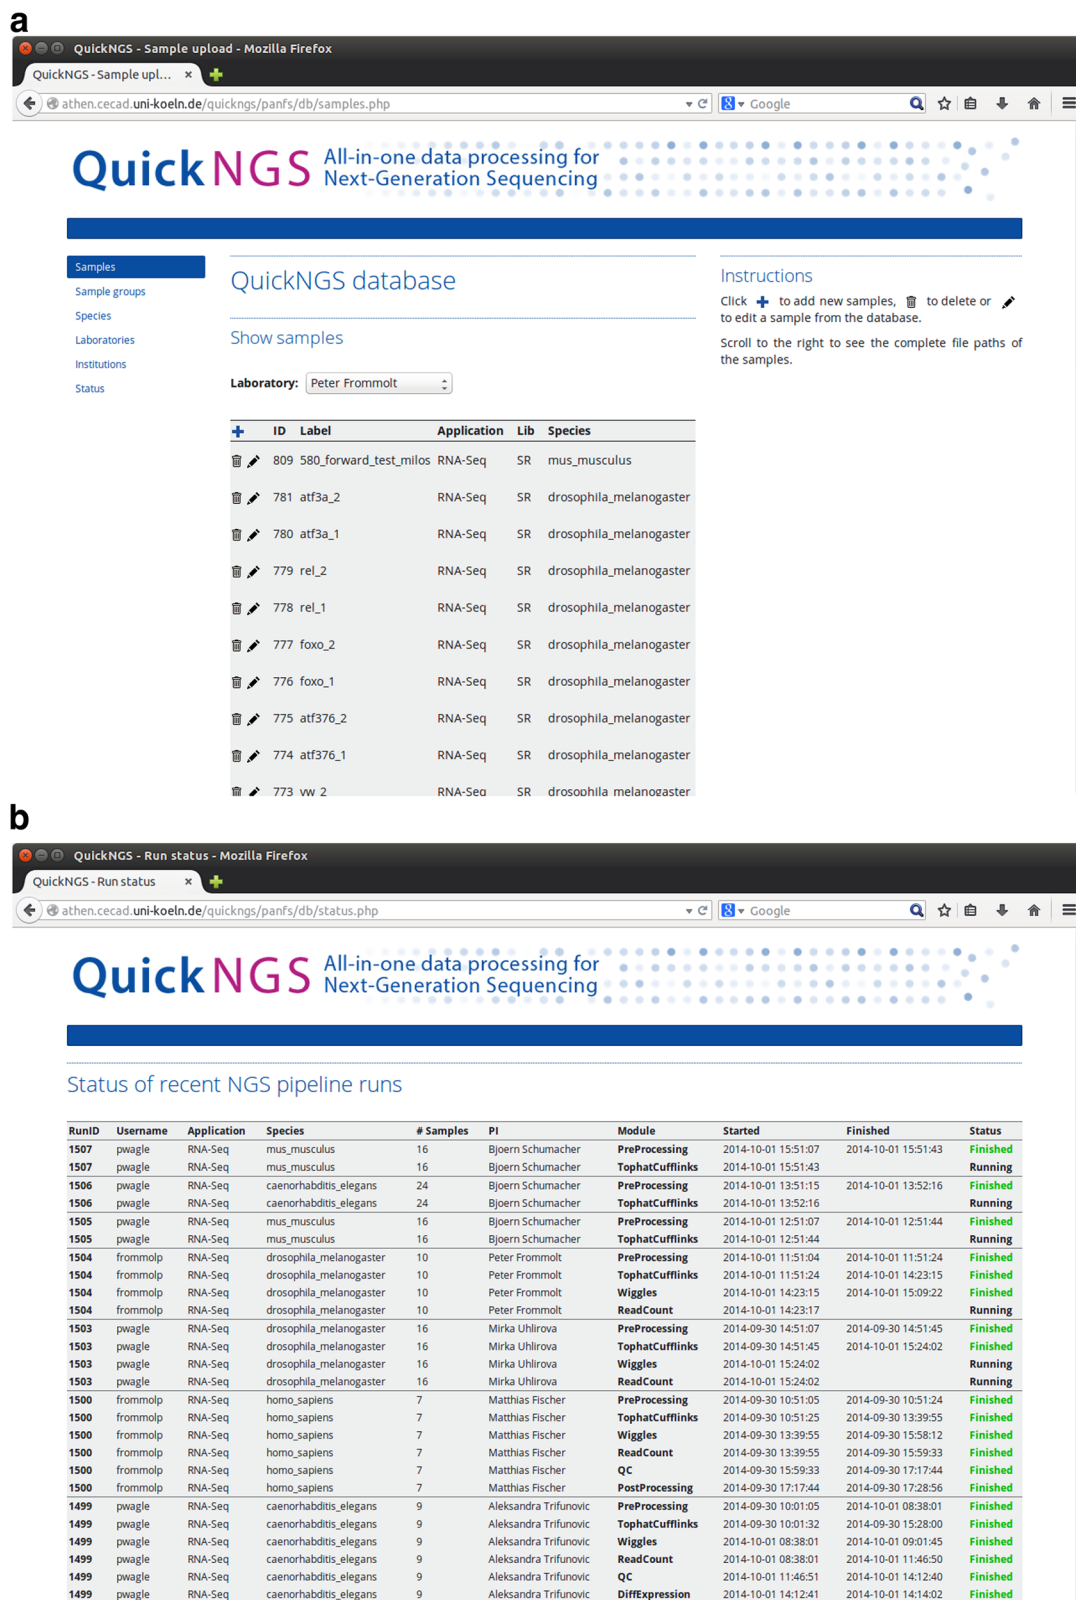 a
QuickNGS - Sample upload - Mozilla Firefox
QuickNGS - Sample upl...
athen.cecad.uni-koeln.de/quickngs/panfs/db/samples.php
Google
QuickNGS All-in-one data processing for
Next-Generation Sequencing
Samples
Sample groups
Species
Laboratories
Institutions
Status
QuickNGS database
Show samples
Laboratory: Peter Frommolt
ID Label Application Lib Species
809 580_forward_test_milos RNA-Seq SR mus_musculus
781 atf3a_2 RNA-Seq SR drosophila_melanogaster
780 atf3a_1 RNA-Seq SR drosophila_melanogaster
779 rel_2 RNA-Seq SR drosophila_melanogaster
778 rel_1 RNA-Seq SR drosophila_melanogaster
777 foxo_2 RNA-Seq SR drosophila_melanogaster
776 foxo_1 RNA-Seq SR drosophila_melanogaster
775 atf376_2 RNA-Seq SR drosophila_melanogaster
774 atf376_1 RNA-Seq SR drosophila_melanogaster
773 yw_2 RNA-Seq SR drosophila_melanogaster
Instructions
Click + to add new samples, to delete or
to edit a sample from the database.
Scroll to the right to see the complete file paths of
the samples.
b
QuickNGS - Run status - Mozilla Firefox
QuickNGS - Run status
athen.cecad.uni-koeln.de/quickngs/panfs/db/status.php
Google
QuickNGS All-in-one data processing for
Next-Generation Sequencing
Status of recent NGS pipeline runs
RunID Username Application Species # Samples PI Module Started Finished Status
1507 pwagle RNA-Seq mus_musculus 16 Bjoern Schumacher PreProcessing 2014-10-01 15:51:07 2014-10-01 15:51:43 Finished
1507 pwagle RNA-Seq mus_musculus 16 Bjoern Schumacher TophatCufflinks 2014-10-01 15:51:43 Running
1506 pwagle RNA-Seq caenorhabditis_elegans 24 Bjoern Schumacher PreProcessing 2014-10-01 13:51:15 2014-10-01 13:52:16 Finished
1506 pwagle RNA-Seq caenorhabditis_elegans 24 Bjoern Schumacher TophatCufflinks 2014-10-01 13:52:16 Running
1505 pwagle RNA-Seq mus_musculus 16 Bjoern Schumacher PreProcessing 2014-10-01 12:51:07 2014-10-01 12:51:44 Finished
1505 pwagle RNA-Seq mus_musculus 16 Bjoern Schumacher TophatCufflinks 2014-10-01 12:51:44 Running
1504 frommolp RNA-Seq drosophila_melanogaster 10 Peter Frommolt PreProcessing 2014-10-01 11:51:04 2014-10-01 11:51:24 Finished
1504 frommolp RNA-Seq drosophila_melanogaster 10 Peter Frommolt TophatCufflinks 2014-10-01 11:51:24 2014-10-01 14:23:15 Finished
1504 frommolp RNA-Seq drosophila_melanogaster 10 Peter Frommolt Wiggles 2014-10-01 14:23:15 2014-10-01 15:09:22 Finished
1504 frommolp RNA-Seq drosophila_melanogaster 10 Peter Frommolt ReadCount 2014-10-01 14:23:17 Running
1503 pwagle RNA-Seq drosophila_melanogaster 16 Mirka Uhlirova PreProcessing 2014-09-30 14:51:07 2014-09-30 14:51:45 Finished
1503 pwagle RNA-Seq drosophila_melanogaster 16 Mirka Uhlirova TophatCufflinks 2014-09-30 14:51:45 2014-10-01 15:24:02 Finished
1503 pwagle RNA-Seq drosophila_melanogaster 16 Mirka Uhlirova Wiggles 2014-10-01 15:24:02 Running
1503 pwagle RNA-Seq drosophila_melanogaster 16 Mirka Uhlirova ReadCount 2014-10-01 15:24:02 Running
1500 frommolp RNA-Seq homo_sapiens 7 Matthias Fischer PreProcessing 2014-09-30 10:51:05 2014-09-30 10:51:24 Finished
1500 frommolp RNA-Seq homo_sapiens 7 Matthias Fischer TophatCufflinks 2014-09-30 10:51:25 2014-09-30 13:39:55 Finished
1500 frommolp RNA-Seq homo_sapiens 7 Matthias Fischer Wiggles 2014-09-30 13:39:55 2014-09-30 15:58:12 Finished
1500 frommolp RNA-Seq homo_sapiens 7 Matthias Fischer ReadCount 2014-09-30 13:39:55 2014-09-30 15:59:33 Finished
1500 frommolp RNA-Seq homo_sapiens 7 Matthias Fischer QC 2014-09-30 15:59:33 2014-09-30 17:17:44 Finished
1500 frommolp RNA-Seq homo_sapiens 7 Matthias Fischer PostProcessing 2014-09-30 17:17:44 2014-09-30 17:28:56 Finished
1499 pwagle RNA-Seq caenorhabditis_elegans 9 Aleksandra Trifunovic PreProcessing 2014-09-30 10:01:05 2014-10-01 08:38:01 Finished
1499 pwagle RNA-Seq caenorhabditis_elegans 9 Aleksandra Trifunovic TophatCufflinks 2014-09-30 10:01:32 2014-09-30 15:28:00 Finished
1499 pwagle RNA-Seq caenorhabditis_elegans 9 Aleksandra Trifunovic Wiggles 2014-10-01 08:38:01 2014-10-01 09:01:45 Finished
1499 pwagle RNA-Seq caenorhabditis_elegans 9 Aleksandra Trifunovic ReadCount 2014-10-01 08:38:01 2014-10-01 11:46:50 Finished
1499 pwagle RNA-Seq caenorhabditis_elegans 9 Aleksandra Trifunovic QC 2014-10-01 11:46:51 2014-10-01 14:12:40 Finished
1499 pwagle RNA-Seq caenorhabditis_elegans 9 Aleksandra Trifunovic DiffExpression 2014-10-01 14:12:41 2014-10-01 14:14:02 Finished